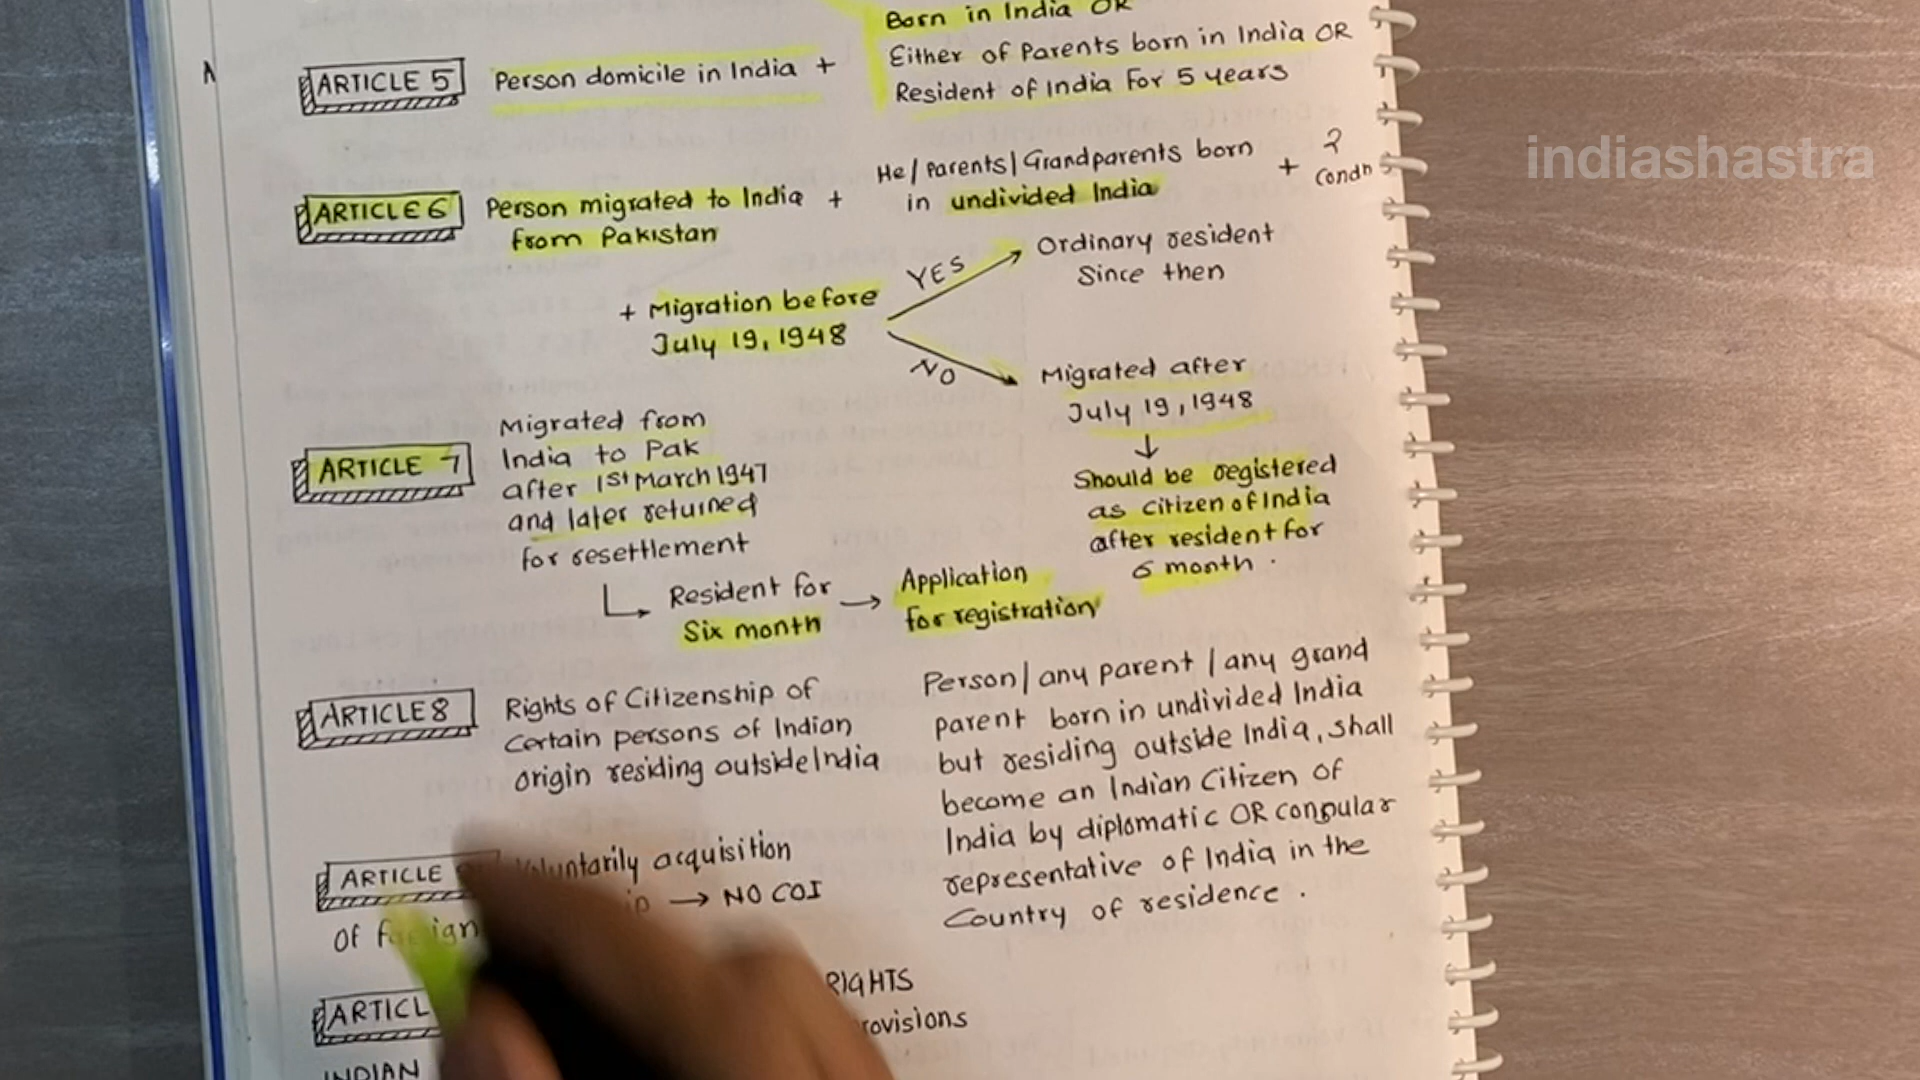 Born in India OR
ARTICLE 5 Person domicile in India + Either of Parents born in India OR
Resident of India For 5 years
indiashastra
ARTICLE 6 Person migrated to India + He/Parents/Grandparents born + 2
from Pakistan in undivided India Condn
+ Migration before YES Ordinary resident
July 19, 1948 Since then
NO Migrated after
July 19, 1948
Should be registered
as citizen of India
after resident for
6 month.
ARTICLE 7 Migrated from
India to Pak
after 1st March 1947
and later returned
for resettlement
Resident for → Application
Six month for registration
ARTICLE 8 Rights of Citizenship of
Certain persons of Indian
origin residing outside India
Person/any parent/any grand
parent born in undivided India
but residing outside India, shall
become an Indian Citizen of
India by diplomatic OR conpular
representative of India in the
Country of residence.
ARTICLE Voluntarily acquisition
of foreign → NO COI
RIGHTS
INDIAN